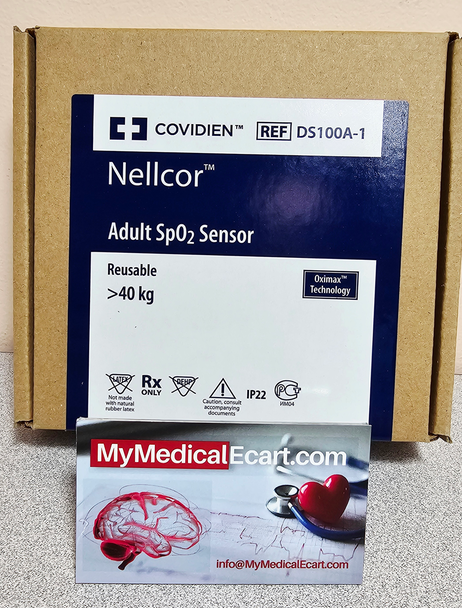 COVIDIEN™ REF DS100A-1
Nellcor™
Adult SpO2 Sensor
Reusable
>40 kg
Oximax™
Technology
LATEX
Not made
with natural
rubber latex
Rx
ONLY
DEHP
Caution, consult
accompanying
documents
IP22
ИМ04
MyMedicalEcart.com
info@MyMedicalEcart.com